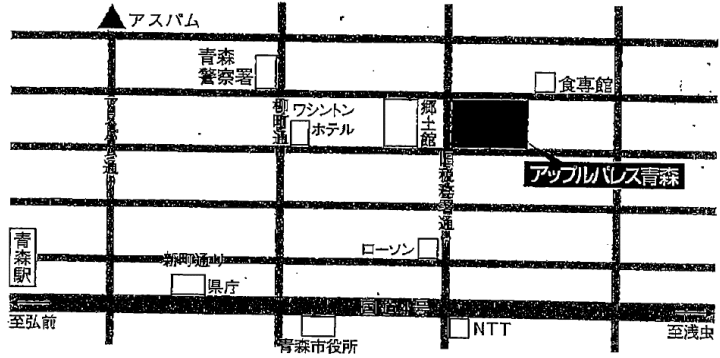 アスパム
青森
警察署
食専館
柳町通
ワシントン
ホテル
郷土館
旧税務署通
アップルパレス青森
青森駅
新町通り
ローソン
県庁
国道4号
至弘前
至浅虫
青森市役所
NTT